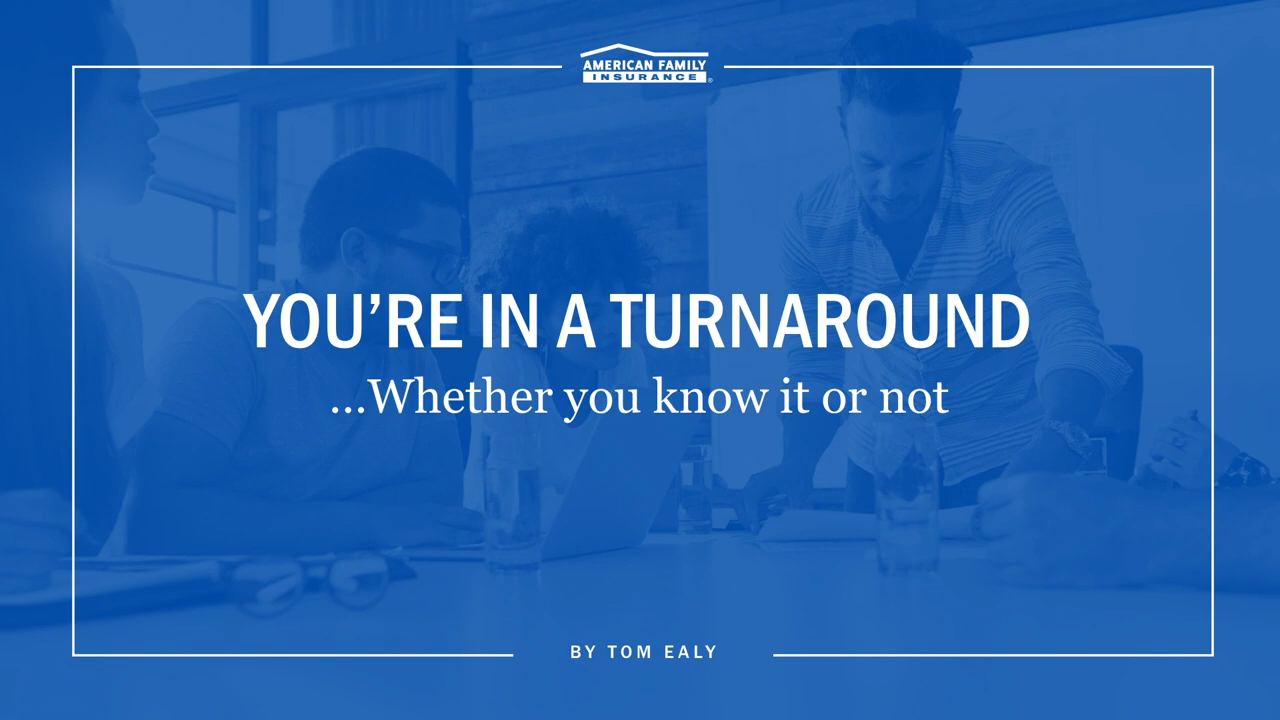 AMERICAN FAMILY
INSURANCE®
YOU’RE IN A TURNAROUND
...Whether you know it or not
BY TOM EALY